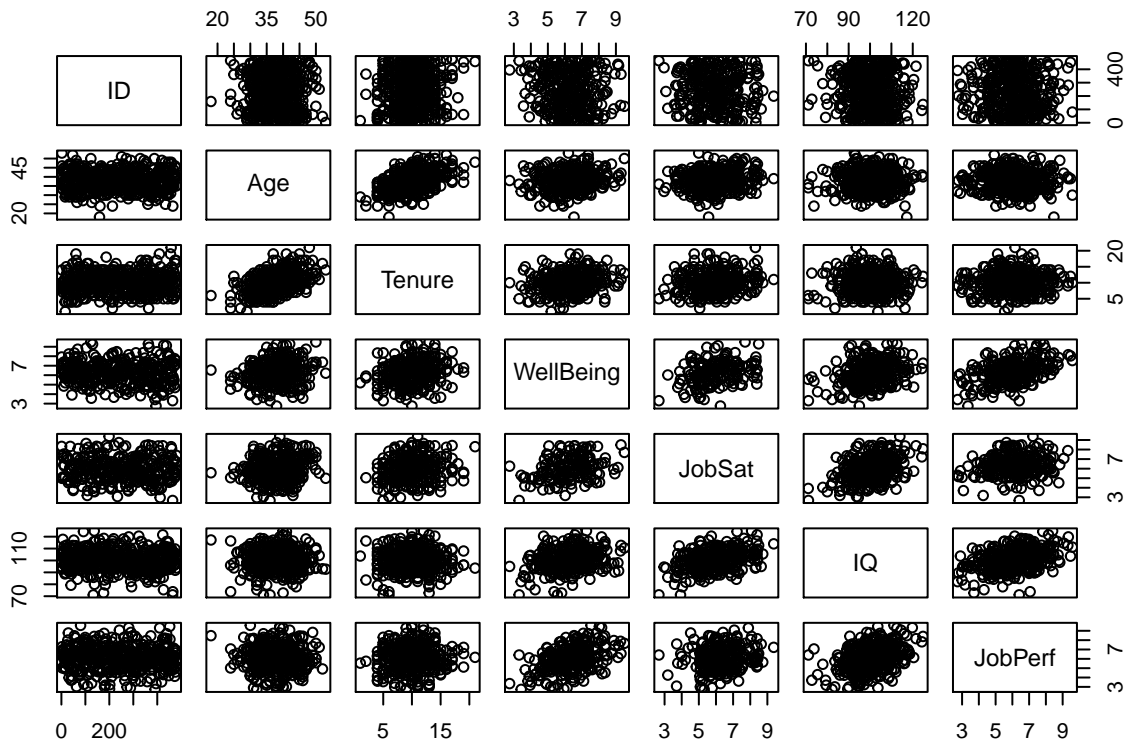 20 35 50 3 5 7 9 70 90 120
ID 0 400
20 45 Age
Tenure 5 20
3 7 WellBeing
JobSat 3 7
70 110 IQ
JobPerf 3 7
0 200 5 15 3 5 7 9 3 5 7 9